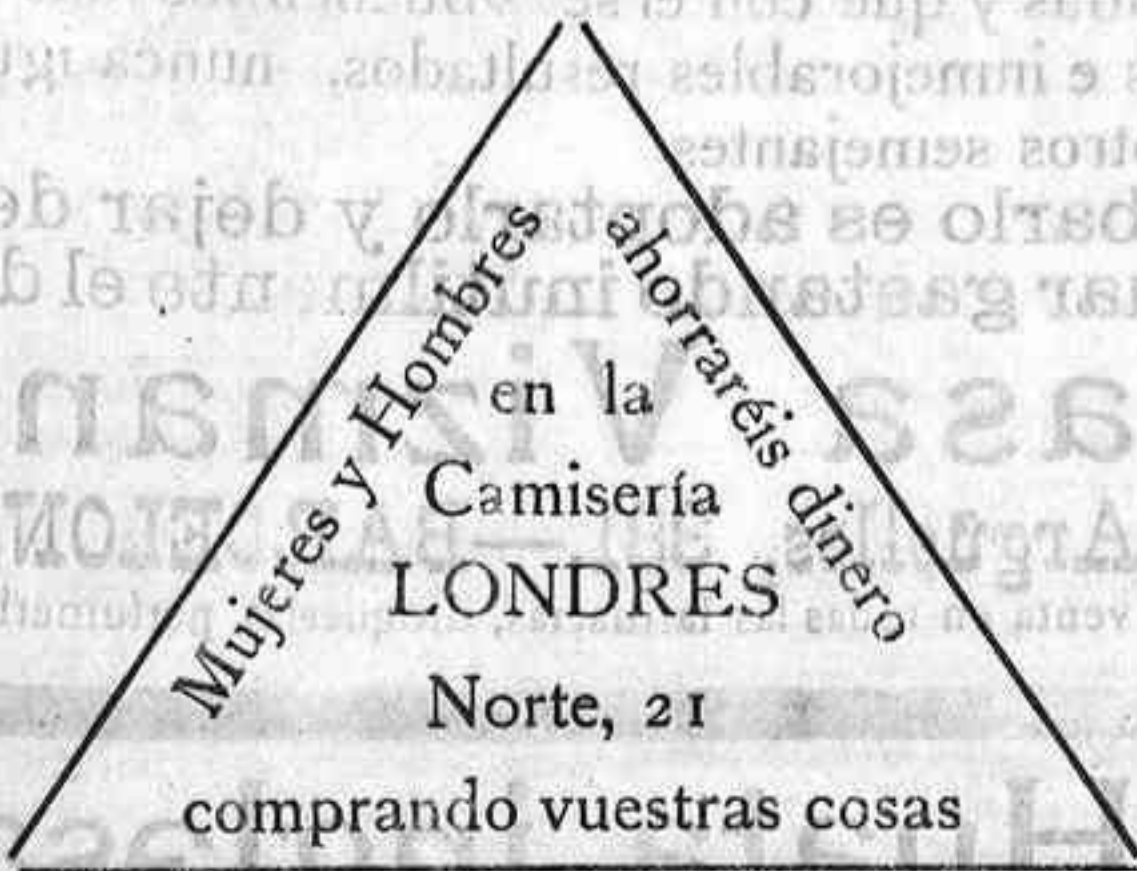 Mujeres y Hombres
ahorraréis dinero
en la
Camisería
LONDRES
Norte, 21
comprando vuestras cosas